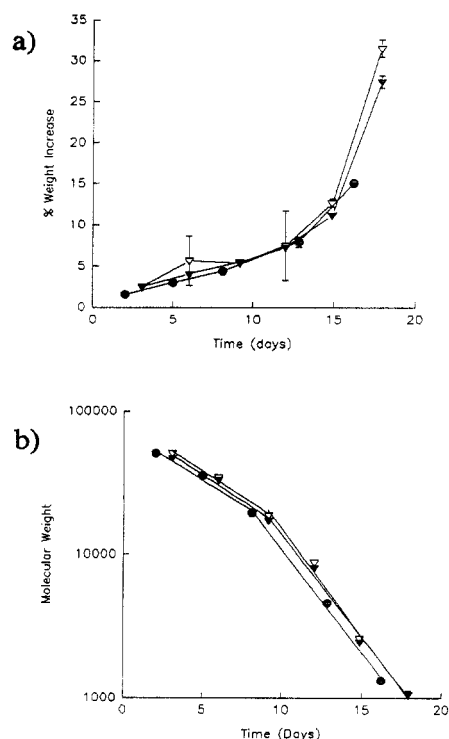 a)
35
30
25
20
15
10
5
0
% Weight Increase
0 5 10 15 20
Time (days)
b)
100000
10000
1000
Molecular Weight
0 5 10 15 20
Time (Days)